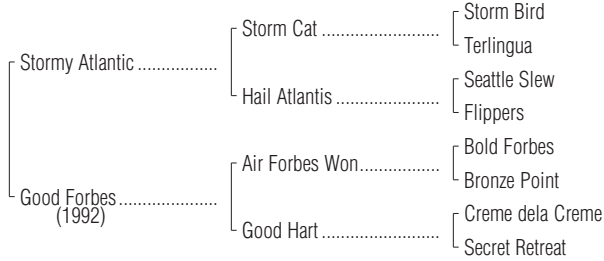 Storm Bird
Storm Cat ........................
Terlingua
Stormy Atlantic ................
Seattle Slew
Hail Atlantis .....................
Flippers
Bold Forbes
Air Forbes Won................
Bronze Point
Good Forbes....................
(1992)
Creme dela Creme
Good Hart ........................
Secret Retreat